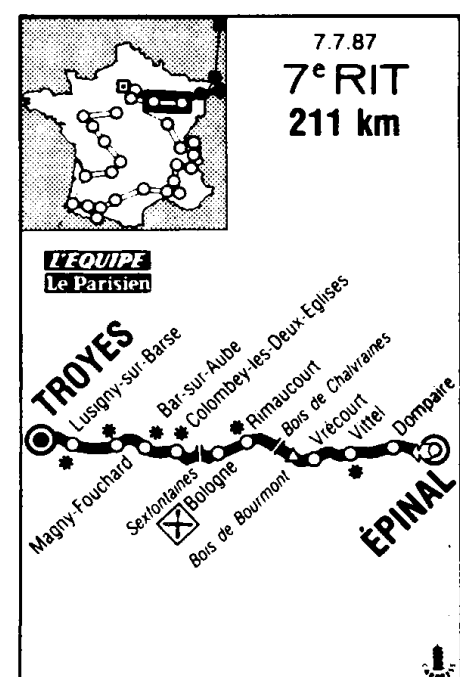 7.7.87
7e RIT
211 km
L'EQUIPE
Le Parisien
TROYES
Lusigny-sur-Barse
Magny-Fouchard
Bar-sur-Aube
Colombey-les-Deux-Eglises
Sexfontaines
Bologne
Rimaucourt
Bois de Chalvraines
Bois de Bourmont
Vrécourt
Vittel
Dompaire
ÉPINAL